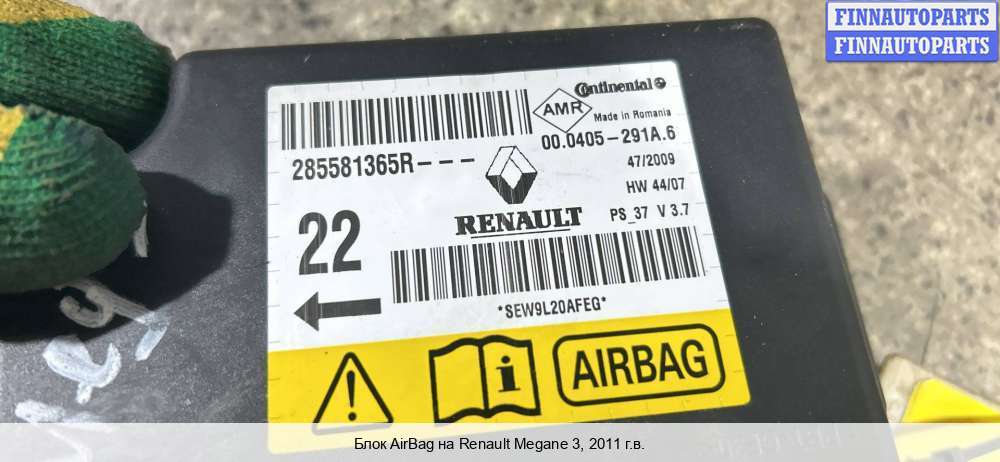 FINNAUTOPARTS
FINNAUTOPARTS
Continental
AMR
Made in Romania
00.0405-291A.6
285581365R---
47/2009
HW 44/07
RENAULT
PS_37 V 3.7
22
*SEW9L20AFEG*
AIRBAG
Блок AirBag на Renault Megane 3, 2011 г.в.